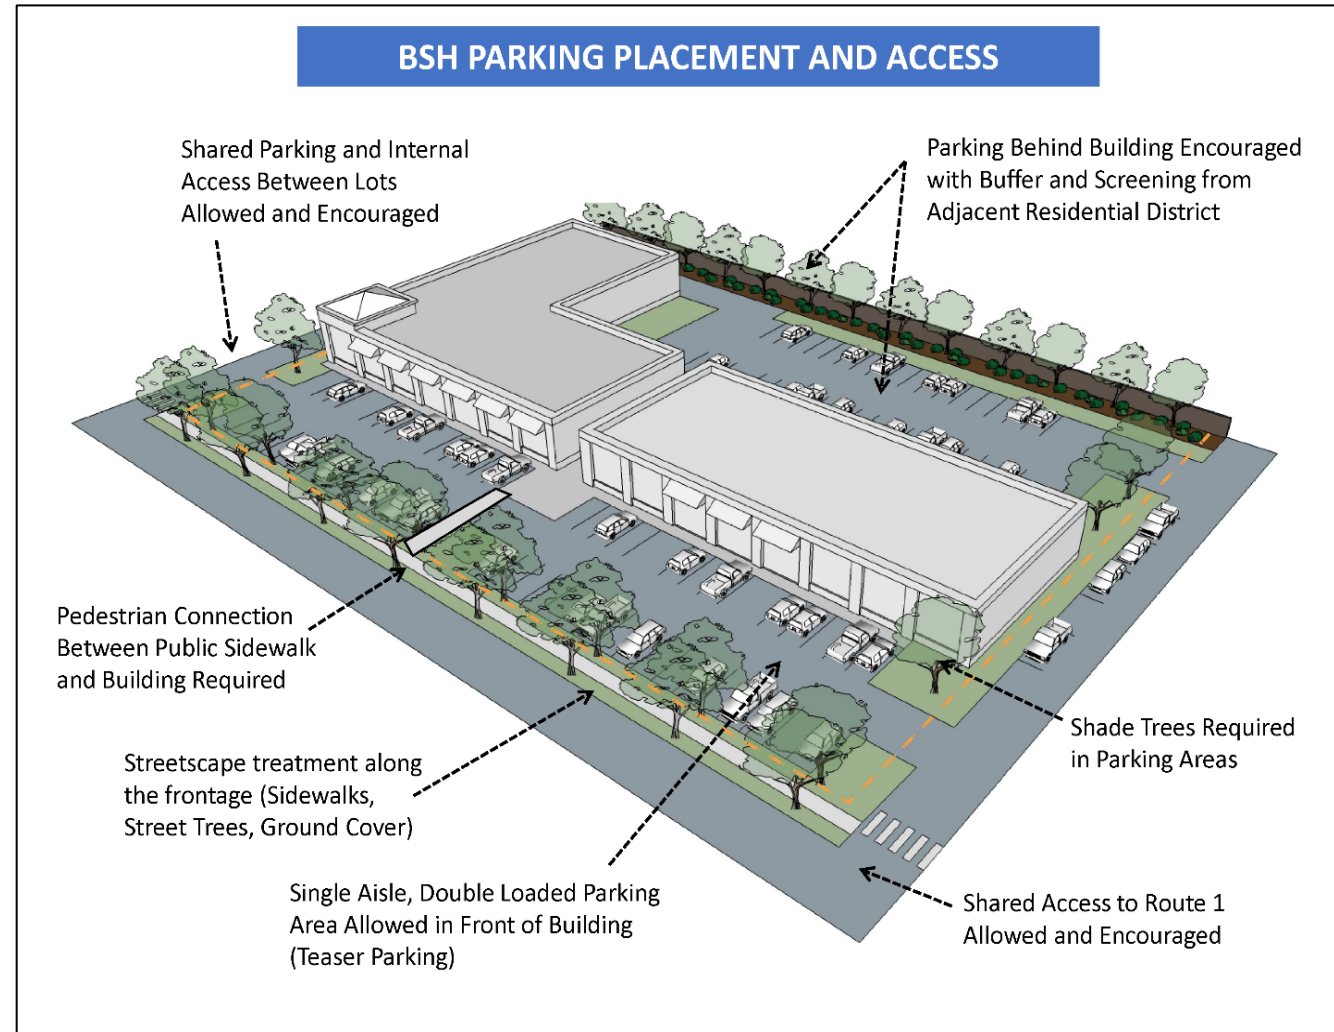 BSH PARKING PLACEMENT AND ACCESS
Shared Parking and Internal
Access Between Lots
Allowed and Encouraged
Parking Behind Building Encouraged
with Buffer and Screening from
Adjacent Residential District
Pedestrian Connection
Between Public Sidewalk
and Building Required
Streetscape treatment along
the frontage (Sidewalks,
Street Trees, Ground Cover)
Single Aisle, Double Loaded Parking
Area Allowed in Front of Building
(Teaser Parking)
Shade Trees Required
in Parking Areas
Shared Access to Route 1
Allowed and Encouraged